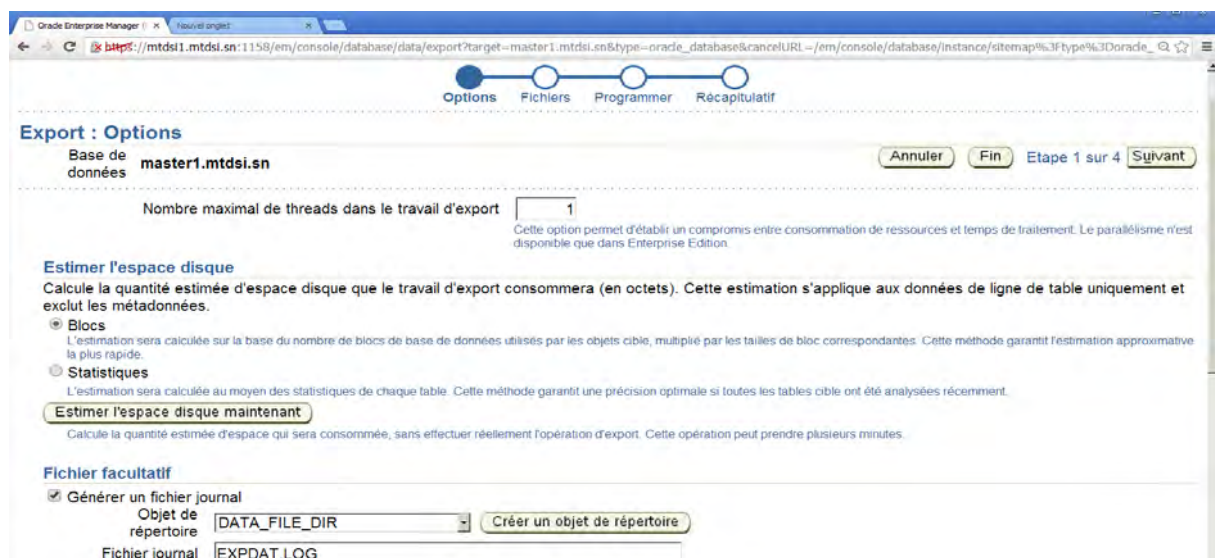 Oracle Enterprise Manager ( x Nouvel onglet x
https://mtdsi1.mtdsi.sn:1158/em/console/database/data/export?target=master1.mtdsi.sn&type=oracle_database&cancelURL=/em/console/database/instance/sitemap%3Ftype%3Doracle_
Options Fichiers Programmer Récapitulatif
Export : Options
Base de
données master1.mtdsi.sn
Annuler Fin Etape 1 sur 4 Suivant
Nombre maximal de threads dans le travail d'export 1
Cette option permet d'établir un compromis entre consommation de ressources et temps de traitement. Le parallélisme n'est
disponible que dans Enterprise Edition.
Estimer l'espace disque
Calcule la quantité estimée d'espace disque que le travail d'export consommera (en octets). Cette estimation s'applique aux données de ligne de table uniquement et
exclut les métadonnées.
Blocs
L'estimation sera calculée sur la base du nombre de blocs de base de données utilisés par les objets cible, multiplié par les tailles de bloc correspondantes. Cette méthode garantit l'estimation approximative
la plus rapide.
Statistiques
L'estimation sera calculée au moyen des statistiques de chaque table. Cette méthode garantit une précision optimale si toutes les tables cible ont été analysées récemment.
Estimer l'espace disque maintenant
Calcule la quantité estimée d'espace qui sera consommée, sans effectuer réellement l'opération d'export. Cette opération peut prendre plusieurs minutes.
Fichier facultatif
Générer un fichier journal
Objet de
répertoire DATA_FILE_DIR Créer un objet de répertoire
Fichier journal EXPDAT.LOG